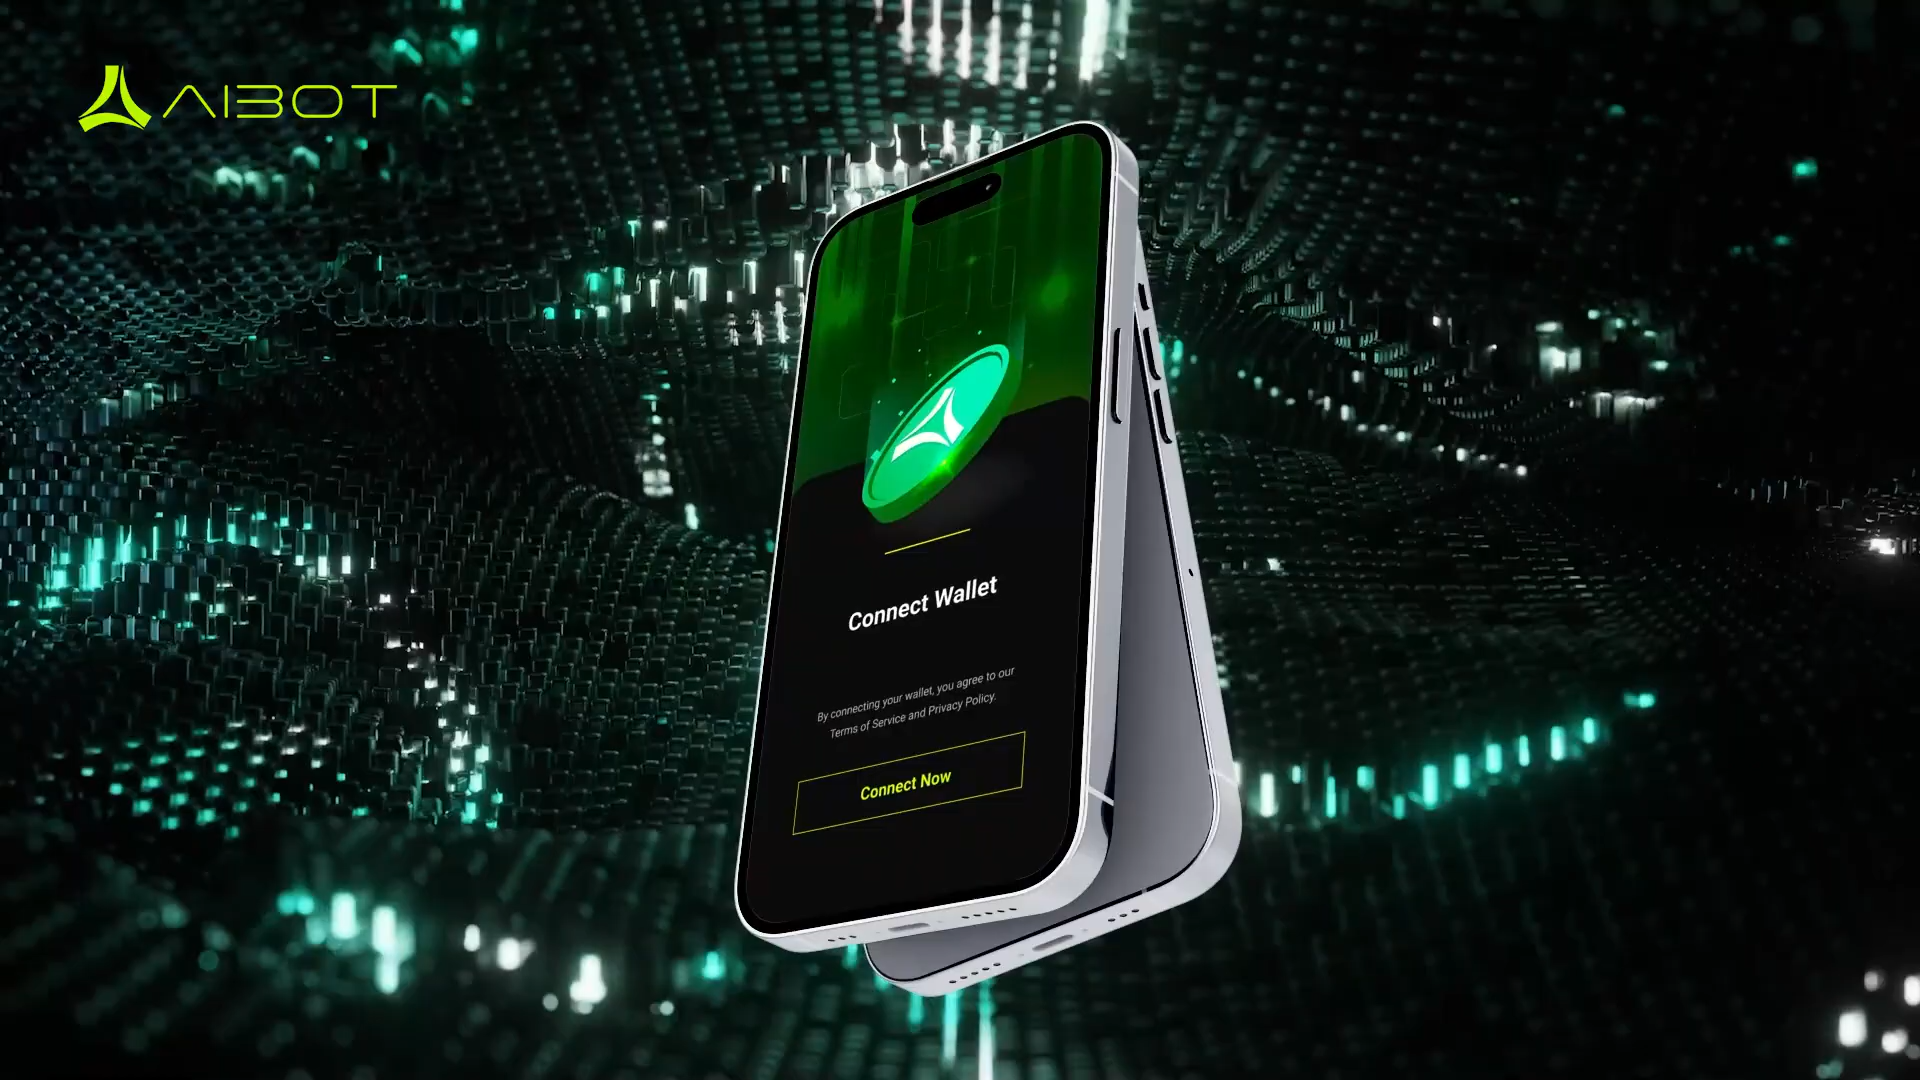 AIBOT
Connect Wallet
By connecting your wallet, you agree to our
Terms of Service and Privacy Policy.
Connect Now